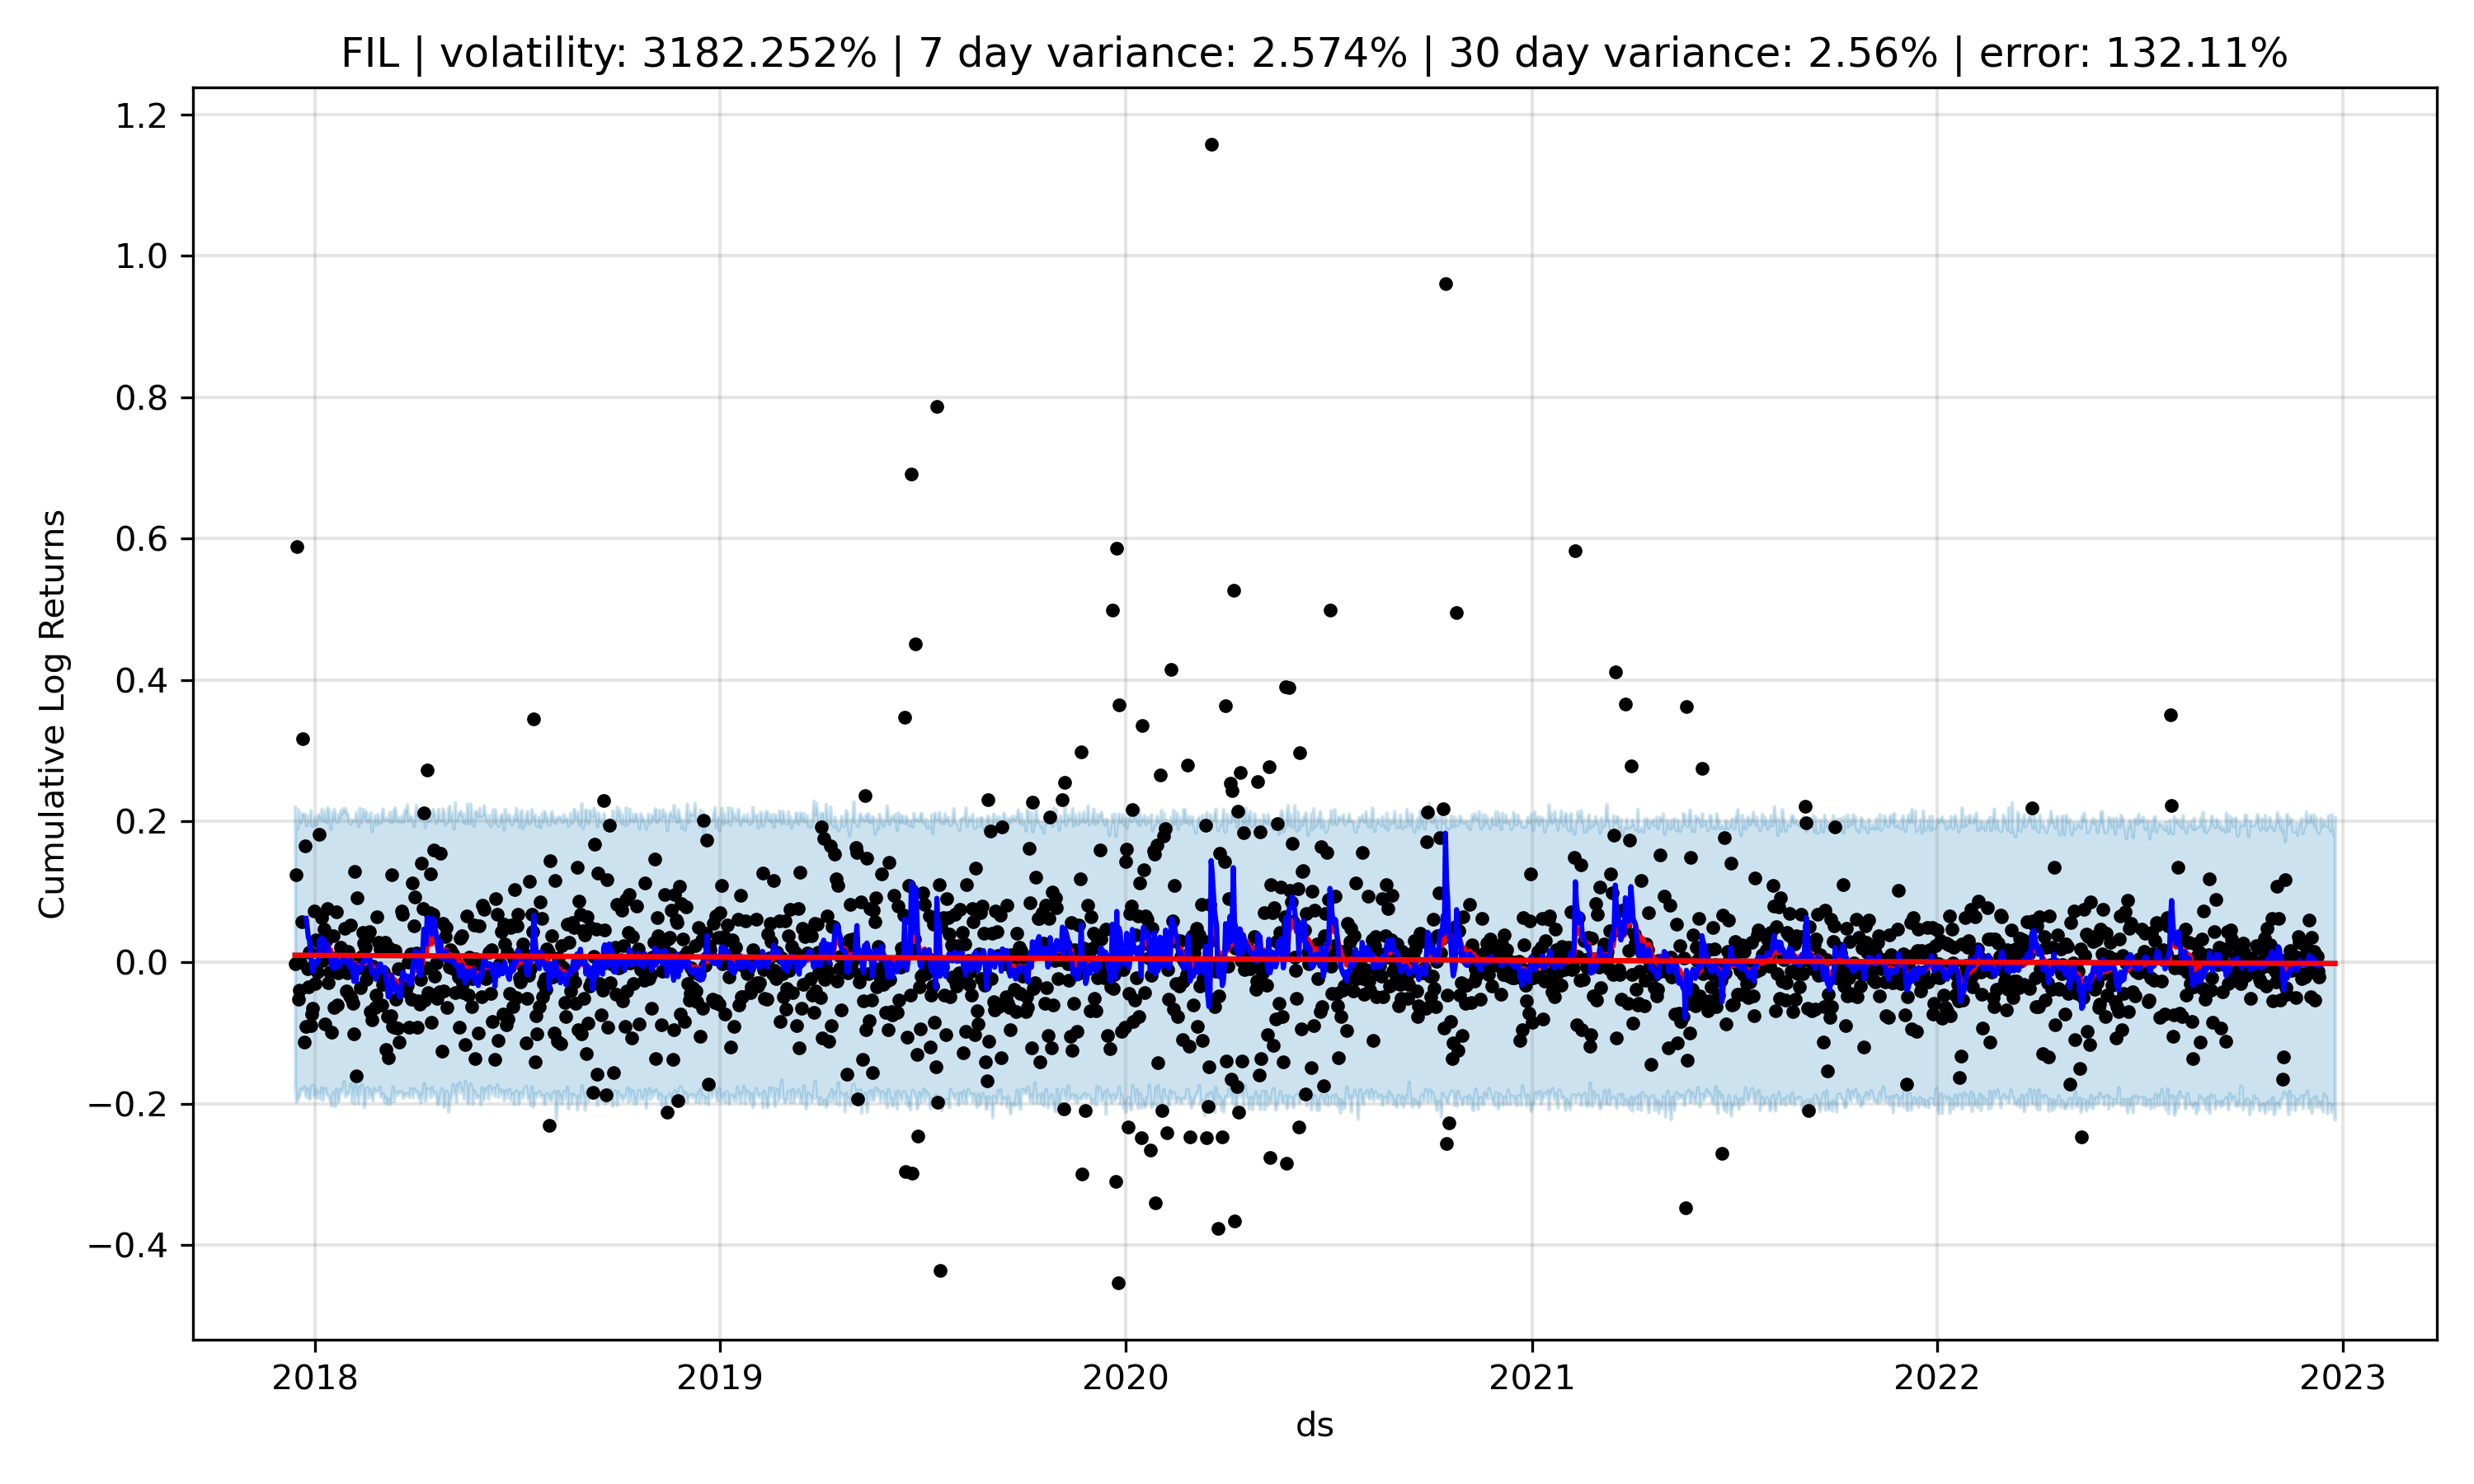 FIL | volatility: 3182.252% | 7 day variance: 2.574% | 30 day variance: 2.56% | error: 132.11%
1.2
1.0
0.8
0.6
0.4
0.2
0.0
−0.2
−0.4
Cumulative Log Returns
2018 2019 2020 2021 2022 2023
ds